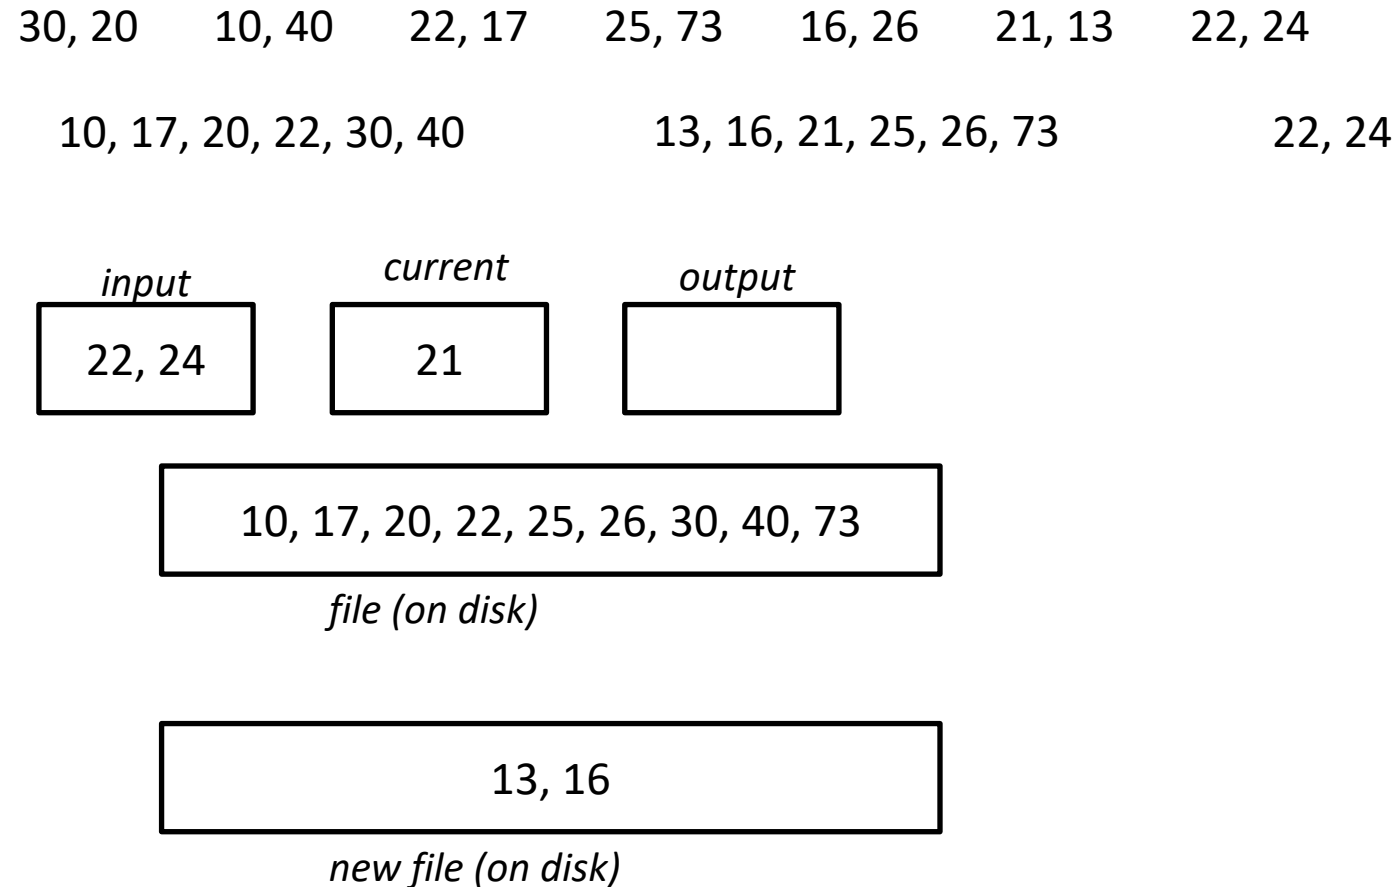 30, 20 10, 40 22, 17 25, 73 16, 26 21, 13 22, 24
10, 17, 20, 22, 30, 40 13, 16, 21, 25, 26, 73 22, 24
input current output
22, 24 21
10, 17, 20, 22, 25, 26, 30, 40, 73
file (on disk)
13, 16
new file (on disk)